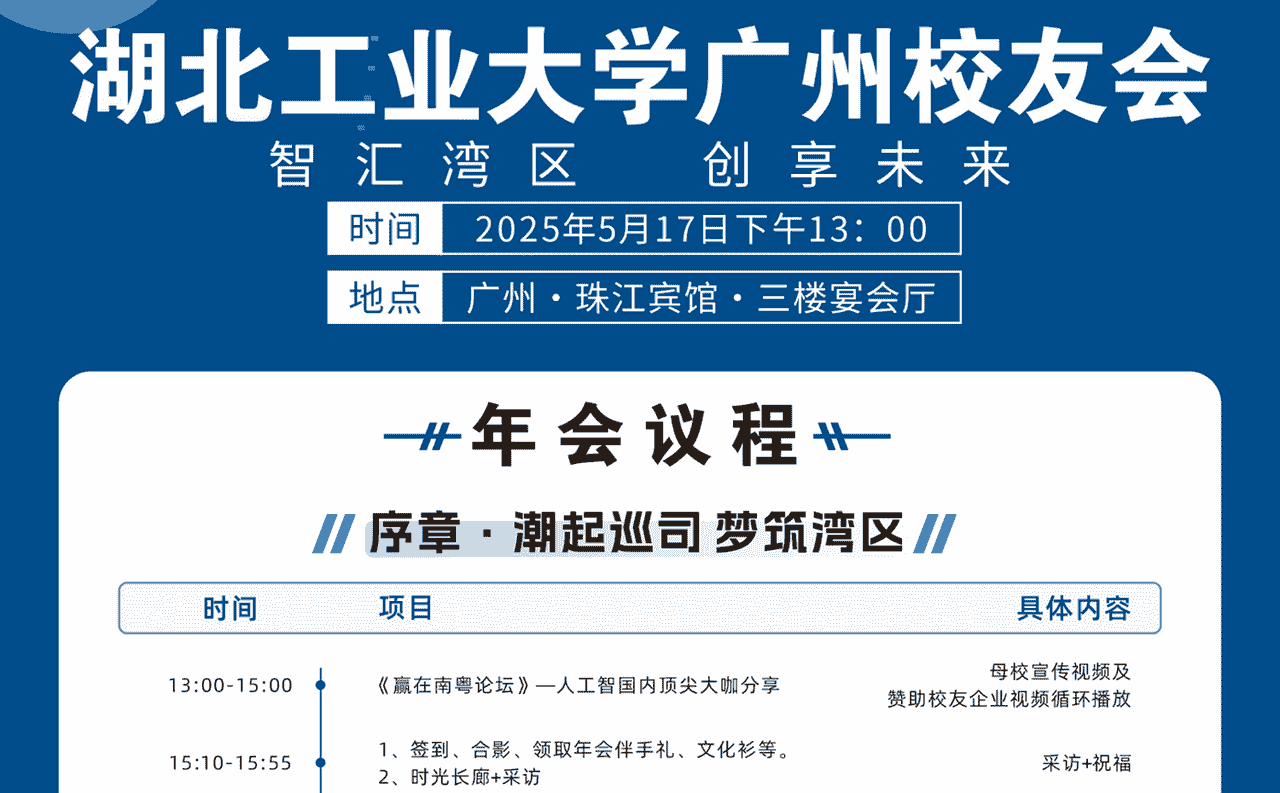 湖北工业大学广州校友会
智汇湾区 创享未来
时间 2025年5月17日下午13：00
地点 广州·珠江宾馆·三楼宴会厅
年会议程
序章·潮起巡司 梦筑湾区
时间 项目 具体内容
13:00-15:00 《赢在南粤论坛》—人工智国内顶尖大咖分享 母校宣传视频及
赞助校友企业视频循环播放
15:10-15:55 1、签到、合影、领取年会伴手礼、文化衫等。
2、时光长廊+采访 采访+祝福